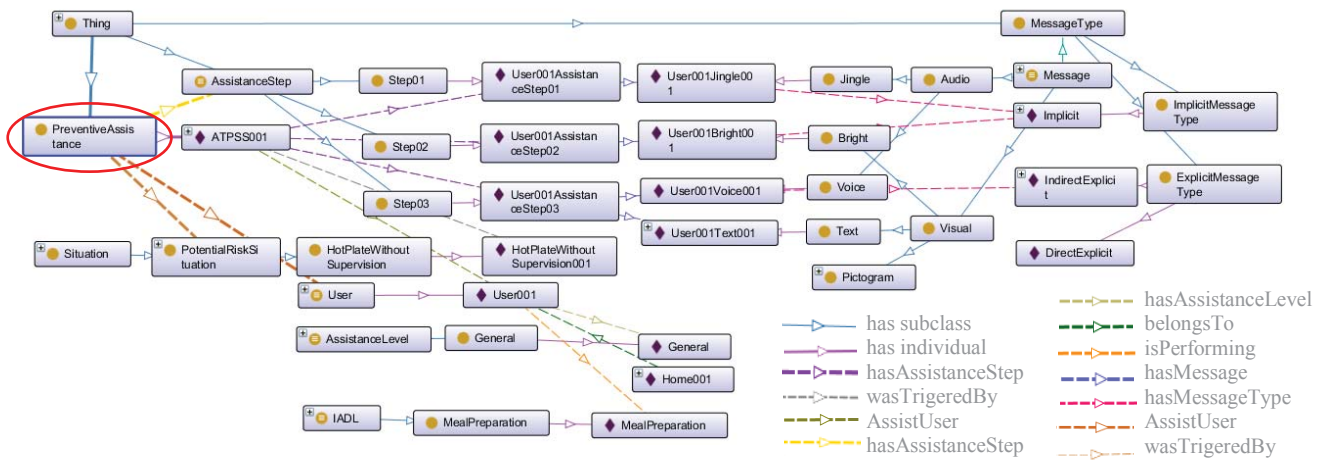 Thing
MessageType
AssistanceStep
Step01
User001Assistan
ceStep01
User001Jingle00
1
Jingle
Audio
Message
PreventiveAssis
tance
ATPSS001
Step02
User001Assistan
ceStep02
User001Bright00
1
Bright
Implicit
ImplicitMessage
Type
Step03
User001Assistan
ceStep03
User001Voice001
Voice
IndirectExplici
t
ExplicitMessage
Type
User001Text001
Text
Visual
Situation
PotentialRiskSi
tuation
HotPlateWithout
Supervision
HotPlateWithout
Supervision001
Pictogram
DirectExplicit
User
User001
AssistanceLevel
General
General
Home001
IADL
MealPreparation
MealPreparation
has subclass
has individual
hasAssistanceStep
wasTrigeredBy
AssistUser
hasAssistanceStep
hasAssistanceLevel
belongsTo
isPerforming
hasMessage
hasMessageType
AssistUser
wasTrigeredBy